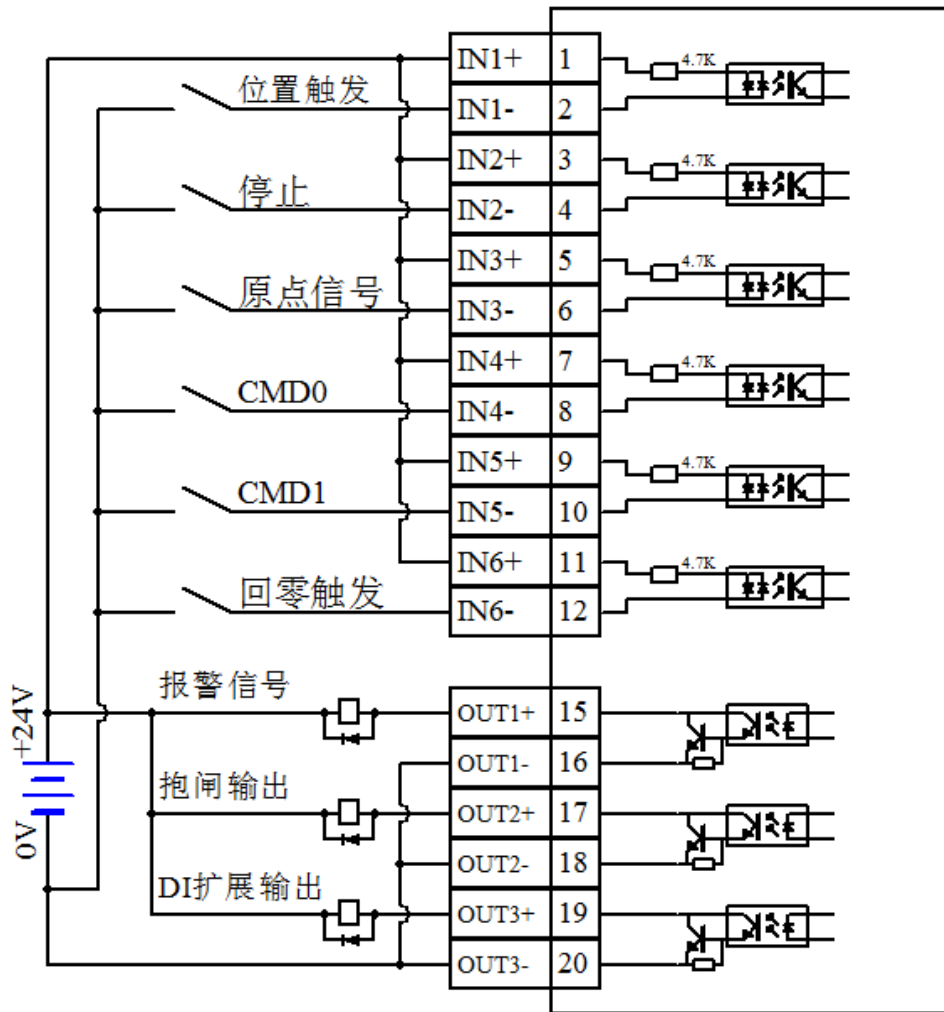 IN1+ 1 4.7K
位置触发 IN1- 2
IN2+ 3 4.7K
停止 IN2- 4
IN3+ 5 4.7K
原点信号 IN3- 6
IN4+ 7 4.7K
CMD0 IN4- 8
IN5+ 9 4.7K
CMD1 IN5- 10
IN6+ 11 4.7K
回零触发 IN6- 12
报警信号 OUT1+ 15
+24V
OUT1- 16
抱闸输出 OUT2+ 17
0V
OUT2- 18
DI扩展输出 OUT3+ 19
OUT3- 20